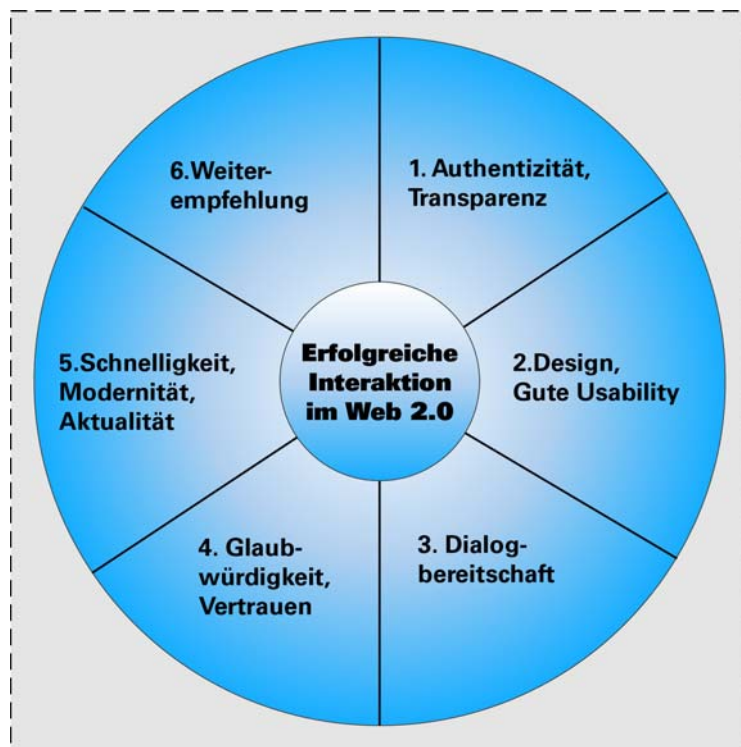 Erfolgreiche
Interaktion
im Web 2.0
1. Authentizität,
Transparenz
2.Design,
Gute Usability
3. Dialog-
bereitschaft
4. Glaub-
würdigkeit,
Vertrauen
5.Schnelligkeit,
Modernität,
Aktualität
6.Weiter-
empfehlung